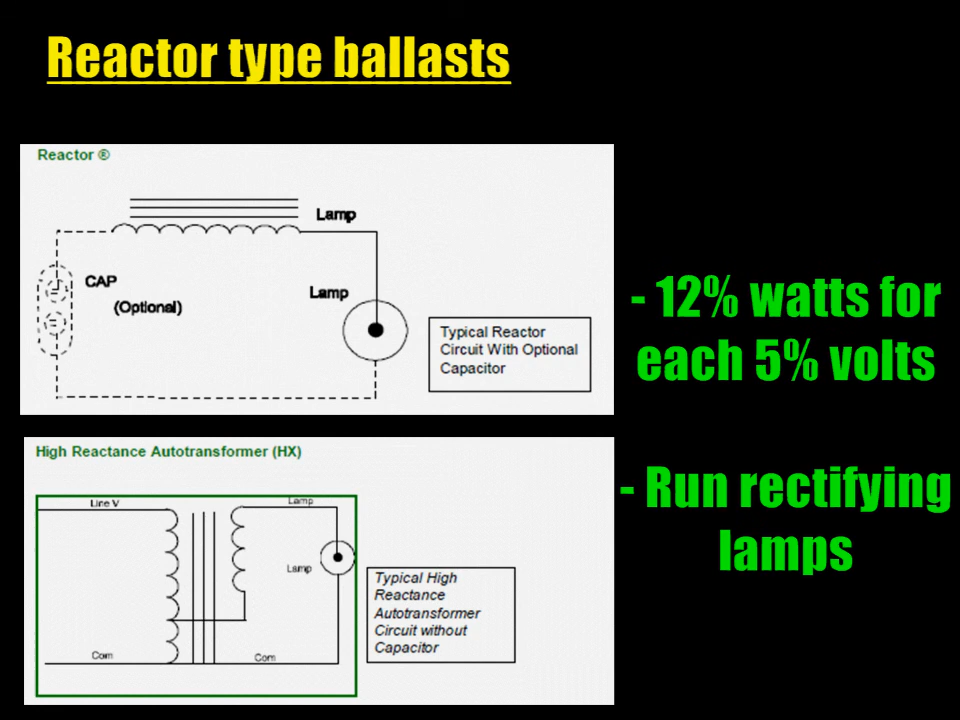 Reactor type ballasts
Reactor ®
Lamp
CAP
(Optional)
Lamp
Typical Reactor
Circuit With Optional
Capacitor
- 12% watts for
each 5% volts
High Reactance Autotransformer (HX)
Line V
Lamp
Lamp
Com
Com
Typical High
Reactance
Autotransformer
Circuit without
Capacitor
- Run rectifying
lamps